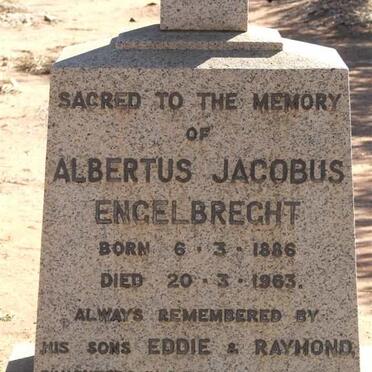 SACRED TO THE MEMORY
OF
ALBERTUS JACOBUS
ENGELBRECHT
BORN 6·3·1886
DIED 20·3·1963.
ALWAYS REMEMBERED BY
HIS SONS EDDIE & RAYMOND,